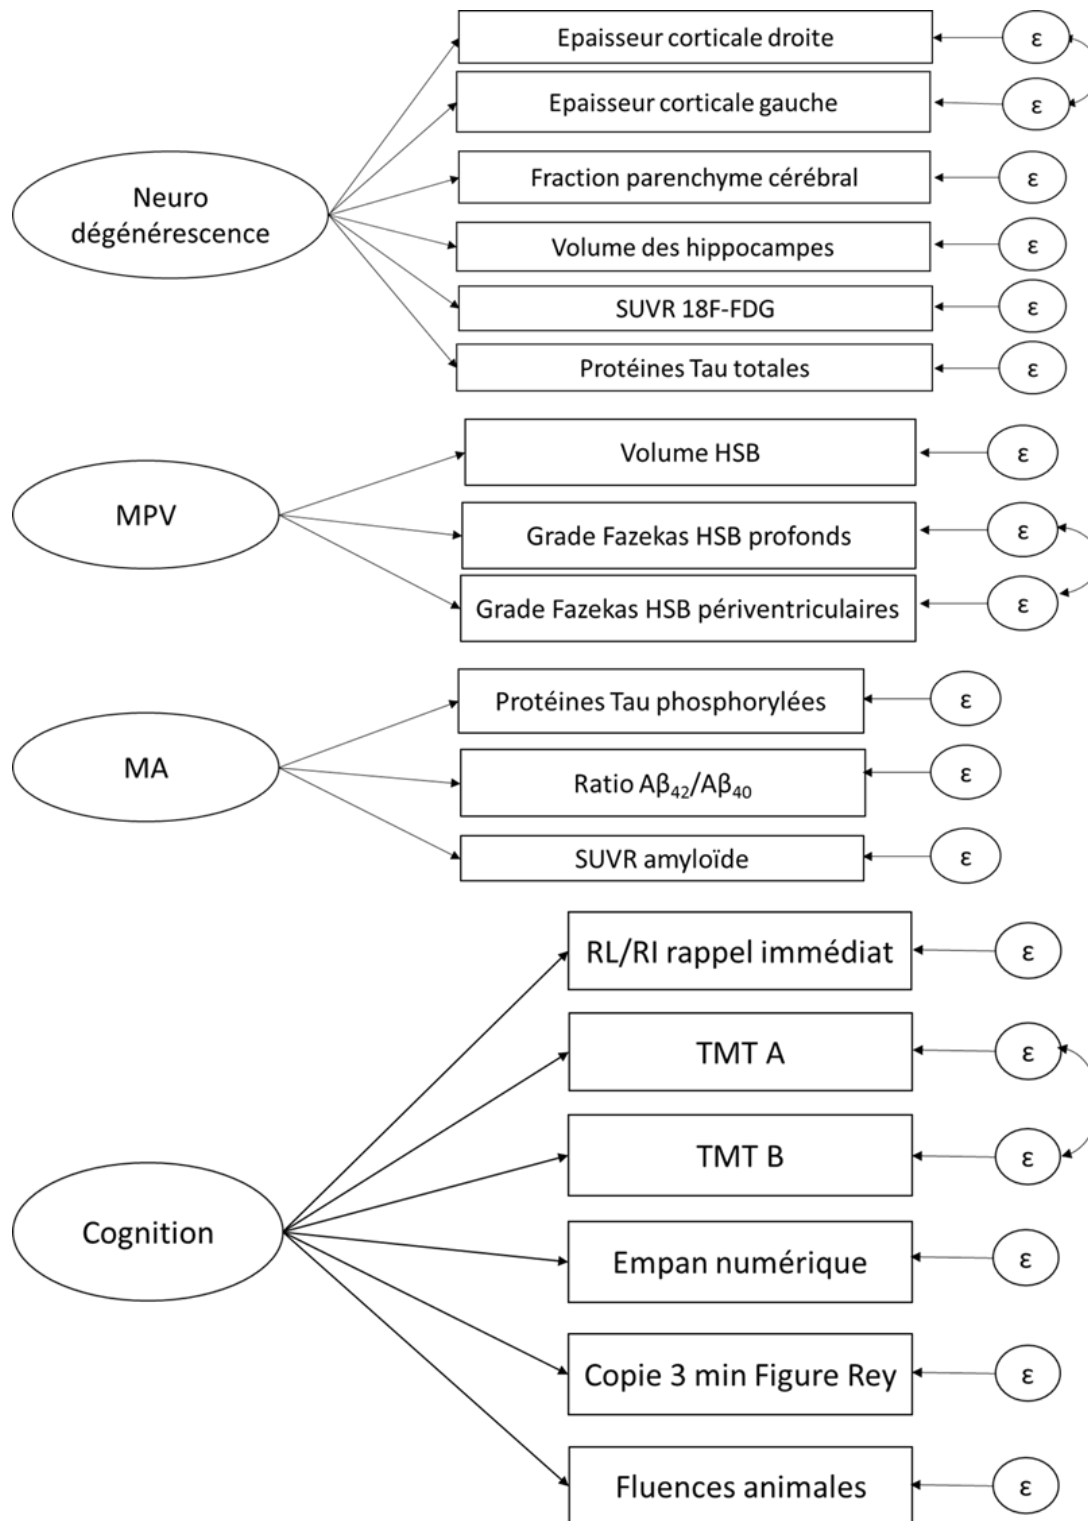 Epaisseur corticale droite
ε
Epaisseur corticale gauche
ε
Neuro
dégénérescence
Fraction parenchyme cérébral
ε
Volume des hippocampes
ε
SUVR 18F-FDG
ε
Protéines Tau totales
ε
MPV
Volume HSB
ε
Grade Fazekas HSB profonds
ε
Grade Fazekas HSB périventriculaires
ε
MA
Protéines Tau phosphorylées
ε
Ratio Aβ₄₂/Aβ₄₀
ε
SUVR amyloïde
ε
Cognition
RL/RI rappel immédiat
ε
TMT A
ε
TMT B
ε
Empan numérique
ε
Copie 3 min Figure Rey
ε
Fluences animales
ε